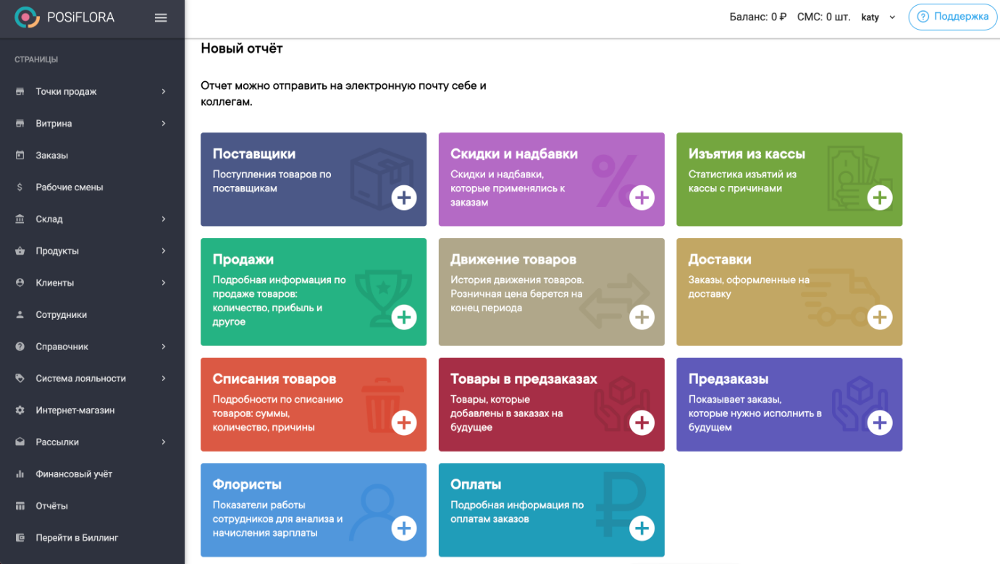 POSiFLORA
Баланс: 0 ₽ СМС: 0 шт. katy
Поддержка
СТРАНИЦЫ
Точки продаж
Витрина
Заказы
Рабочие смены
Склад
Продукты
Клиенты
Сотрудники
Справочник
Система лояльности
Интернет-магазин
Рассылки
Финансовый учёт
Отчёты
Перейти в Биллинг
Новый отчёт
Отчет можно отправить на электронную почту себе и
коллегам.
Поставщики
Поступления товаров по
поставщикам
Скидки и надбавки
Скидки и надбавки,
которые применялись к
заказам
Изъятия из кассы
Статистика изъятий из
кассы с причинами
Продажи
Подробная информация по
продаже товаров:
количество, прибыль и
другое
Движение товаров
История движения товаров.
Розничная цена берется на
конец периода
Доставки
Заказы, оформленные на
доставку
Списания товаров
Подробности по списанию
товаров: суммы,
количество, причины
Товары в предзаказах
Товары, которые
добавлены в заказах на
будущее
Предзаказы
Показывает заказы,
которые нужно исполнить в
будущем
Флористы
Показатели работы
сотрудников для анализа и
начисления зарплаты
Оплаты
Подробная информация по
оплатам заказов